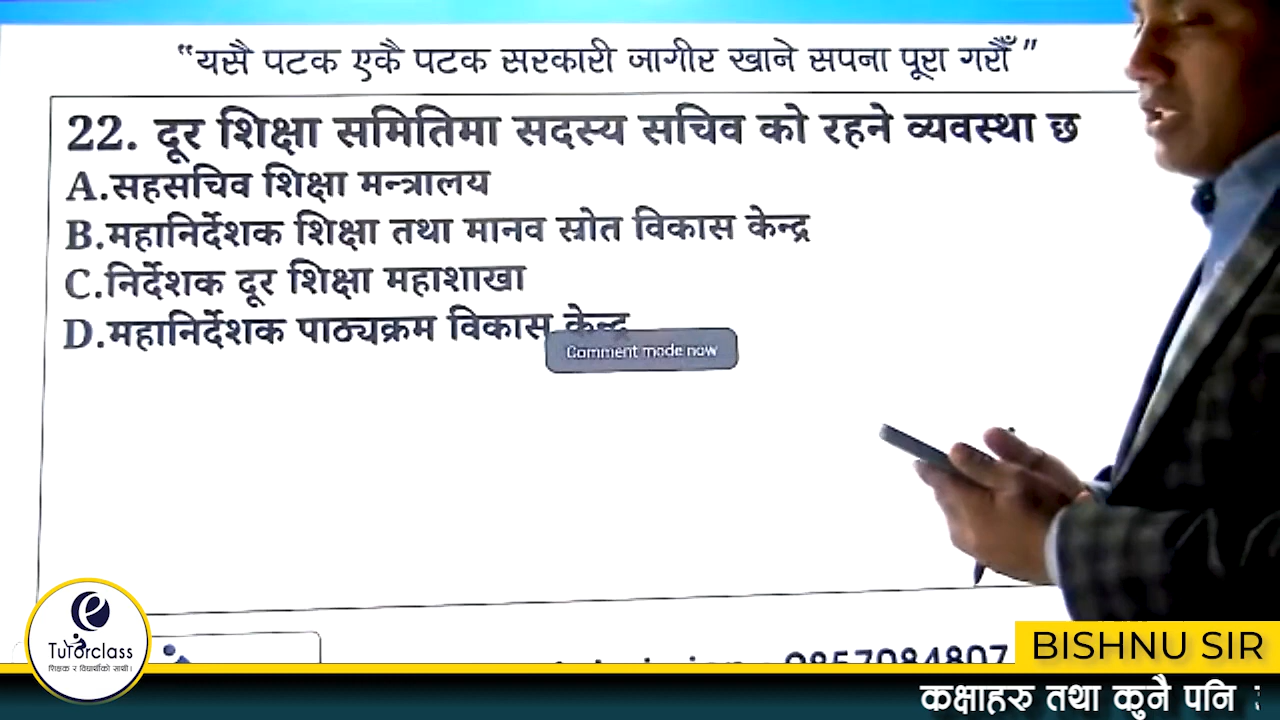 “यसै पटक एकै पटक सरकारी जागीर खाने सपना पूरा गरौँ”
22. दूर शिक्षा समितिमा सदस्य सचिव को रहने व्यवस्था छ
A.सहसचिव शिक्षा मन्त्रालय
B.महानिर्देशक शिक्षा तथा मानव स्रोत विकास केन्द्र
C.निर्देशक दूर शिक्षा महाशाखा
D.महानिर्देशक पाठ्यक्रम विकास केन्द्र
Comment mode now
9857084807
Tutorclass
शिक्षक र विद्यार्थीको साथी।
BISHNU SIR
कक्षाहरु तथा कुनै पनि